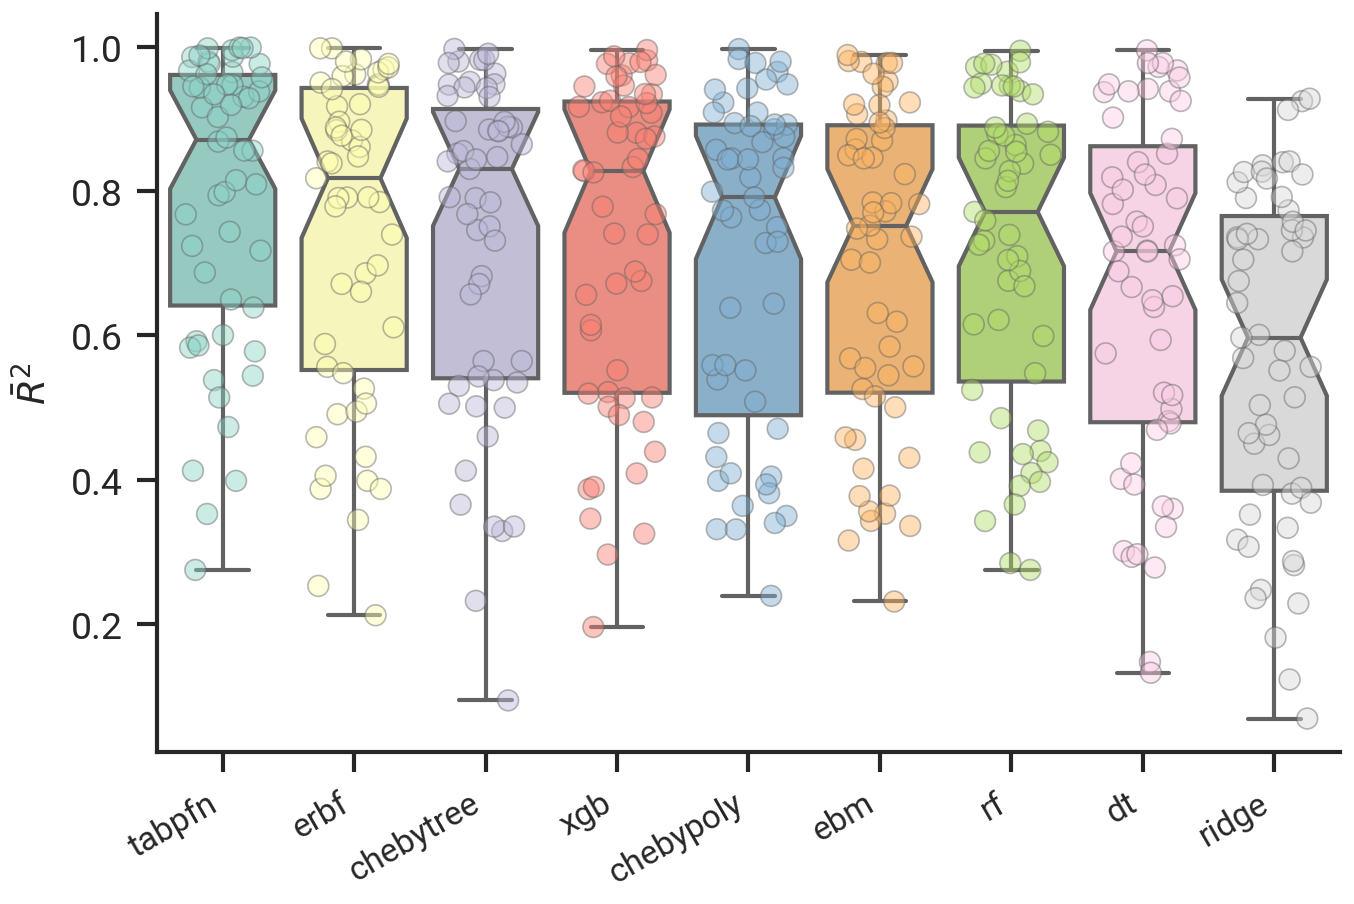 1.0
0.8
0.6
0.4
0.2
R̄²
tabpfn
erbf
chebytree
xgb
chebypoly
ebm
rf
dt
ridge